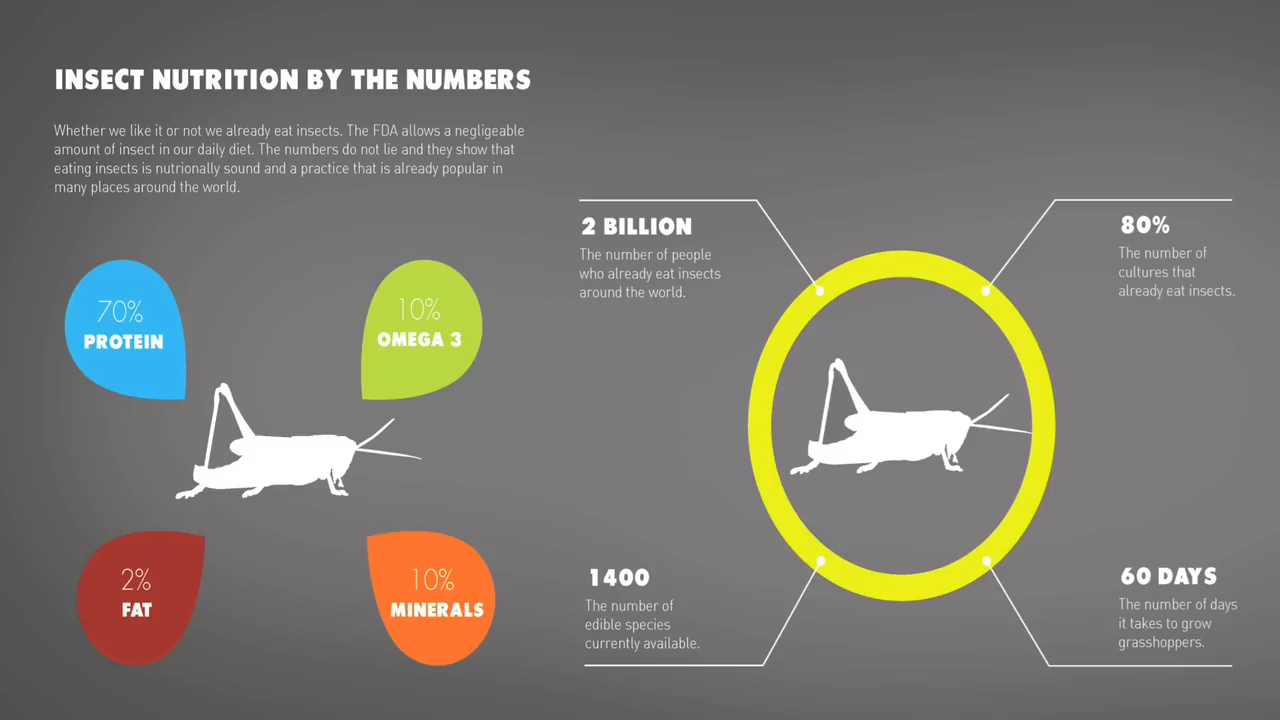 INSECT NUTRITION BY THE NUMBERS
Whether we like it or not we already eat insects. The FDA allows a negligeable
amount of insect in our daily diet. The numbers do not lie and they show that
eating insects is nutrionally sound and a practice that is already popular in
many places around the world.
70%
PROTEIN
10%
OMEGA 3
2%
FAT
10%
MINERALS
2 BILLION
The number of people
who already eat insects
around the world.
80%
The number of
cultures that
already eat insects.
1400
The number of
edible species
currently available.
60 DAYS
The number of days
it takes to grow
grasshoppers.